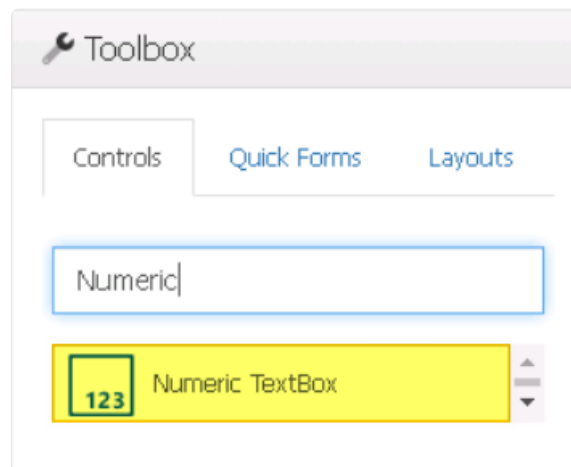 Toolbox
Controls Quick Forms Layouts
Numeric
123 Numeric TextBox